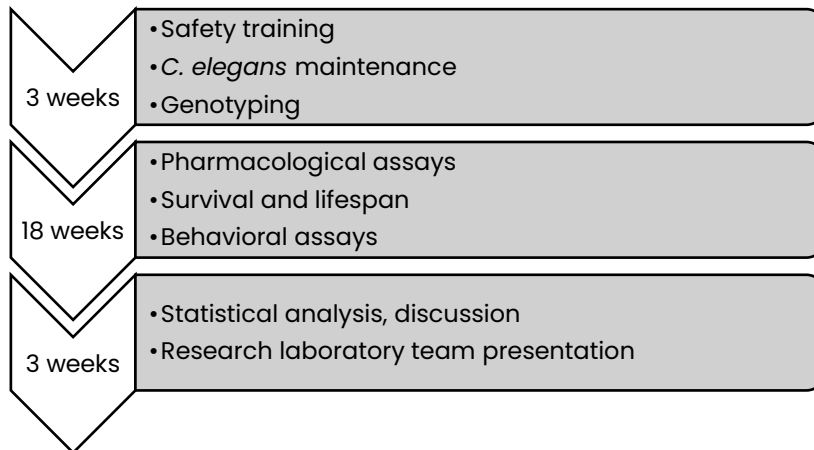 3 weeks
•Safety training
•C. elegans maintenance
•Genotyping
18 weeks
•Pharmacological assays
•Survival and lifespan
•Behavioral assays
3 weeks
•Statistical analysis, discussion
•Research laboratory team presentation